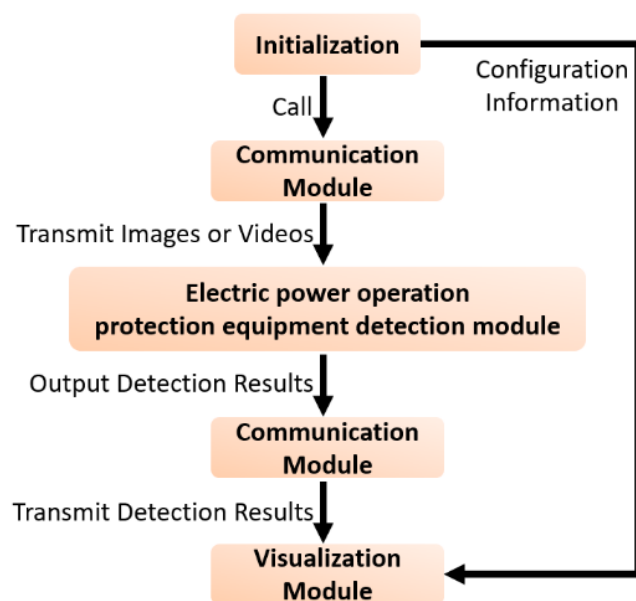 Initialization
Configuration
Information
Call
Communication
Module
Transmit Images or Videos
Electric power operation
protection equipment detection module
Output Detection Results
Communication
Module
Transmit Detection Results
Visualization
Module